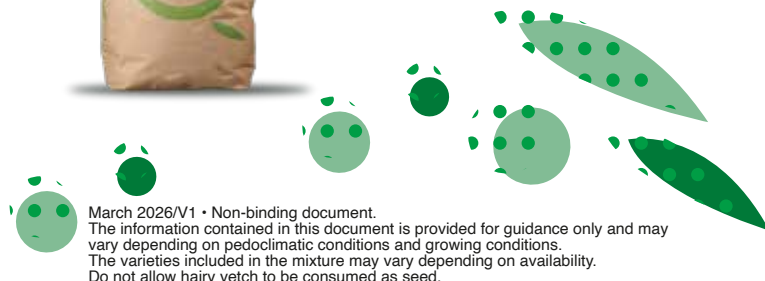 March 2026/V1 • Non-binding document.
The information contained in this document is provided for guidance only and may
vary depending on pedoclimatic conditions and growing conditions.
The varieties included in the mixture may vary depending on availability.
Do not allow hairy vetch to be consumed as seed.